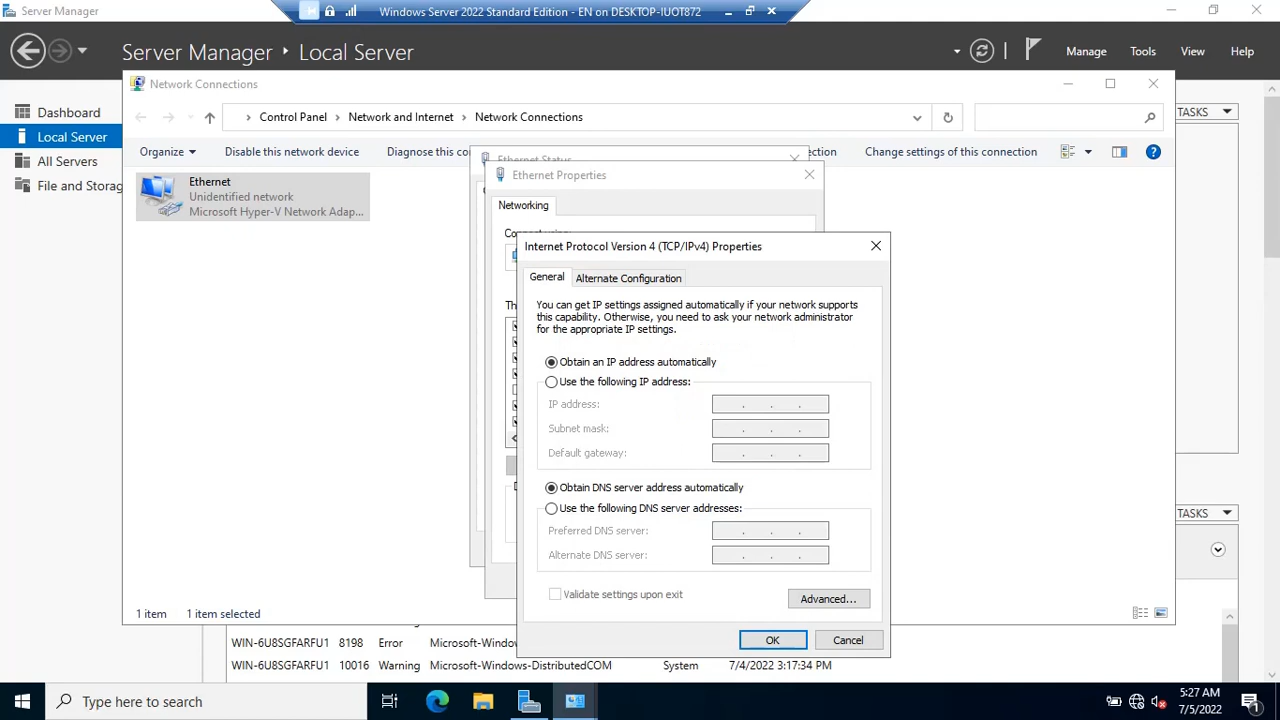 Server Manager
Windows Server 2022 Standard Edition - EN on DESKTOP-IUOT872
Server Manager
Local Server
Manage
Tools
View
Help
Network Connections
Dashboard
Local Server
All Servers
File and Storag
Control Panel
Network and Internet
Network Connections
TASKS
Organize
Disable this network device
Diagnose this co
Change settings of this connection
Ethernet Status
Ethernet
Unidentified network
Microsoft Hyper-V Network Adap...
Ethernet Properties
Networking
Internet Protocol Version 4 (TCP/IPv4) Properties
General
Alternate Configuration
You can get IP settings assigned automatically if your network supports
this capability. Otherwise, you need to ask your network administrator
for the appropriate IP settings.
Obtain an IP address automatically
Use the following IP address:
IP address:
Subnet mask:
Default gateway:
Obtain DNS server address automatically
Use the following DNS server addresses:
Preferred DNS server:
Alternate DNS server:
Validate settings upon exit
Advanced...
OK
Cancel
TASKS
1 item
1 item selected
WIN-6U8SGFARFU1 8198 Error Microsoft-Window
WIN-6U8SGFARFU1 10016 Warning Microsoft-Windows-DistributedCOM System 7/4/2022 3:17:34 PM
Type here to search
5:27 AM
7/5/2022
1